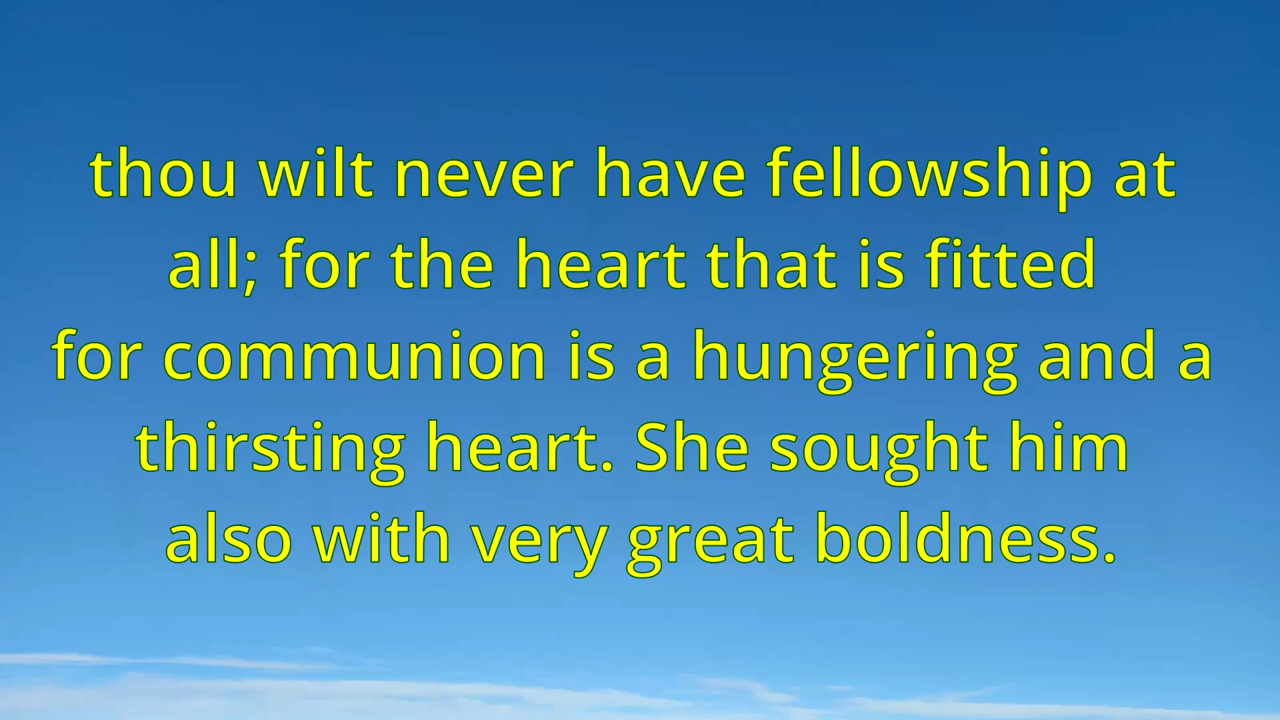 thou wilt never have fellowship at
all; for the heart that is fitted
for communion is a hungering and a
thirsting heart. She sought him
also with very great boldness.